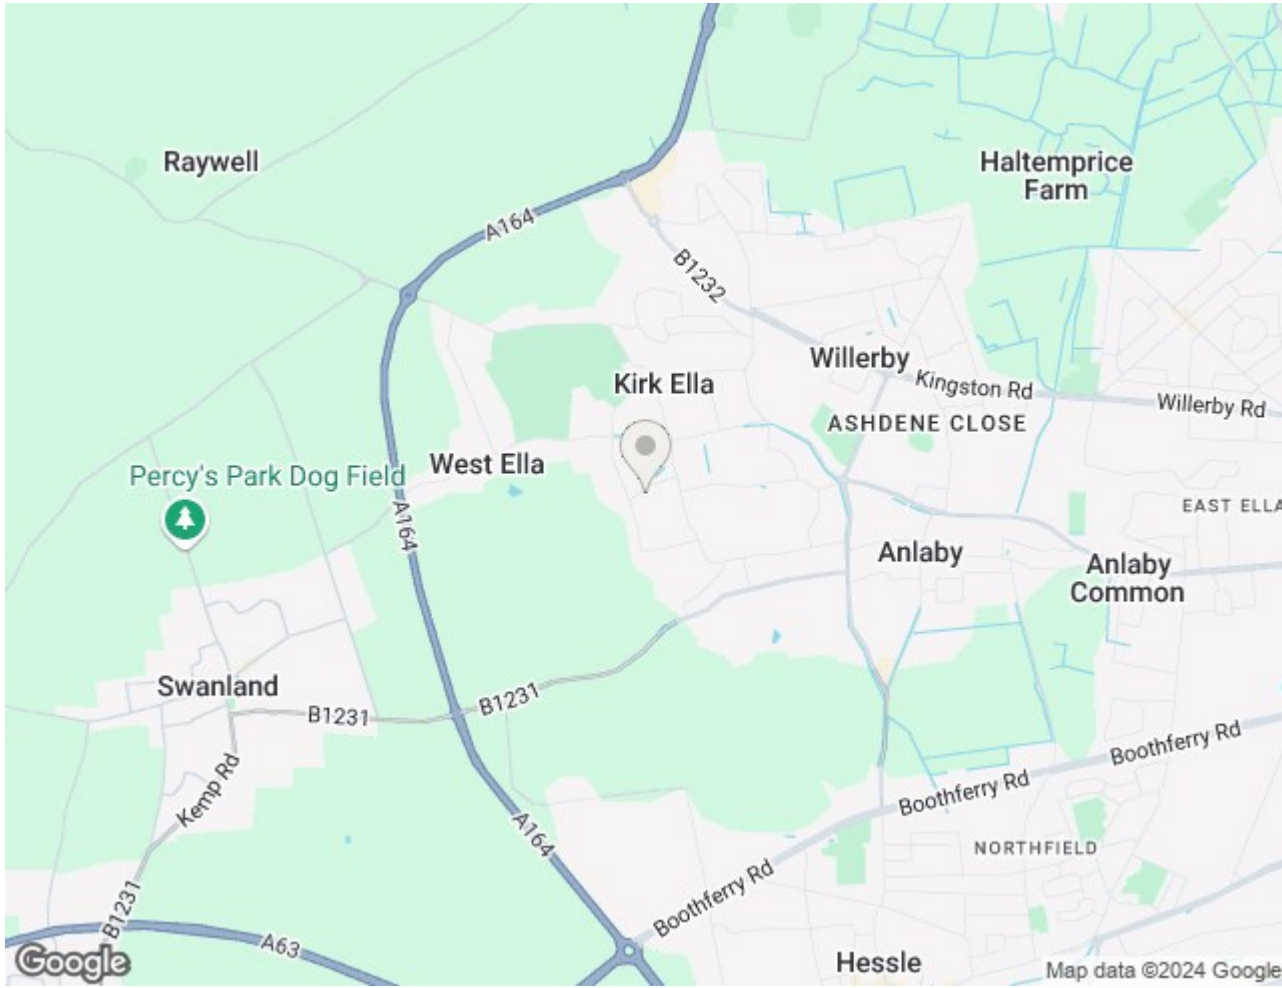 Raywell
Haltemprice
Farm
A164
B1232
Willerby
Kirk Ella
Kingston Rd
Willerby Rd
ASHDENE CLOSE
West Ella
Percy's Park Dog Field
A164
EAST ELLA
Anlaby
Anlaby
Common
Swanland
B1231
B1231
Boothferry Rd
Kemp Rd
Boothferry Rd
A164
NORTHFIELD
Boothferry Rd
B1231
A63
Hessle
Google
Map data ©2024 Google